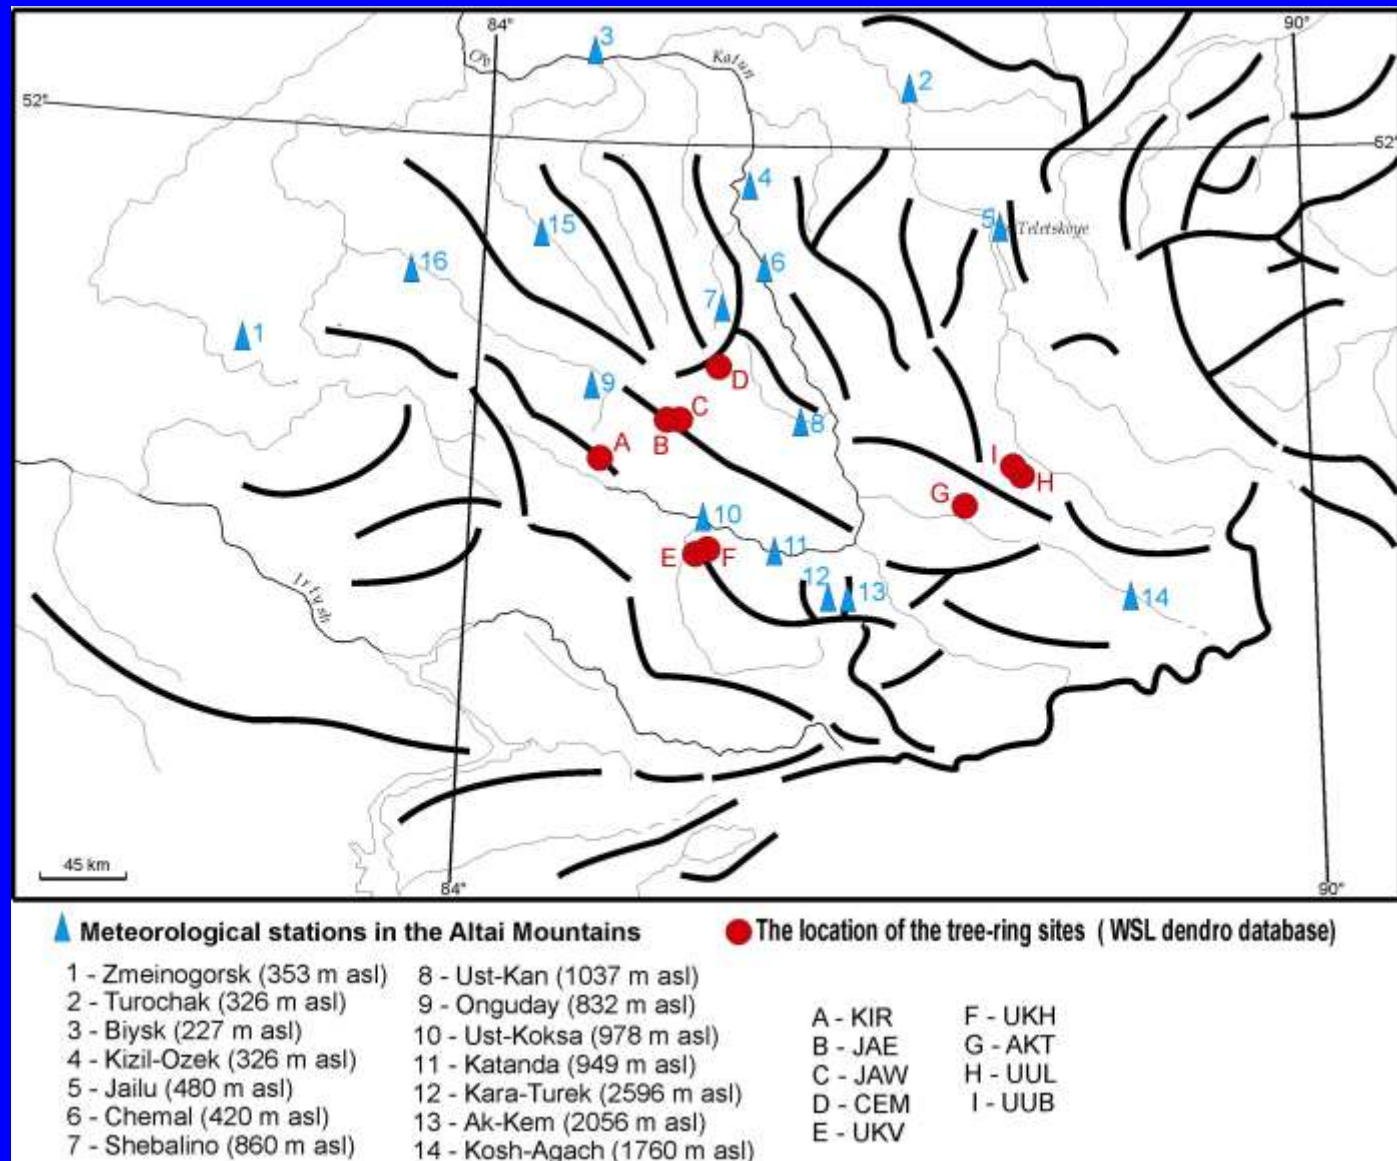 84°
90°
3
Ob
Katun
2
52°
52°
4
15
5
Teletskoye
16
6
7
1
D
9
C
8
B
A
I
H
G
10
E
F
11
12
13
14
Irtysh
45 km
84°
90°
Meteorological stations in the Altai Mountains
The location of the tree-ring sites ( WSL dendro database)
1 - Zmeinogorsk (353 m asl)
2 - Turochak (326 m asl)
3 - Biysk (227 m asl)
4 - Kizil-Ozek (326 m asl)
5 - Jailu (480 m asl)
6 - Chemal (420 m asl)
7 - Shebalino (860 m asl)
8 - Ust-Kan (1037 m asl)
9 - Onguday (832 m asl)
10 - Ust-Koksa (978 m asl)
11 - Katanda (949 m asl)
12 - Kara-Turek (2596 m asl)
13 - Ak-Kem (2056 m asl)
14 - Kosh-Agach (1760 m asl)
A - KIR
B - JAE
C - JAW
D - CEM
E - UKV
F - UKH
G - AKT
H - UUL
I - UUB